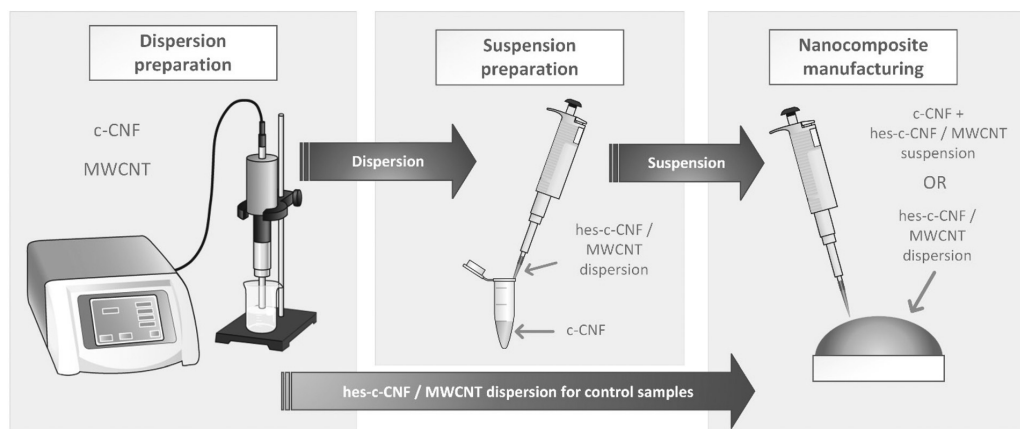 Dispersion
preparation
c-CNF
MWCNT
Dispersion
Suspension
preparation
hes-c-CNF /
MWCNT
dispersion
c-CNF
Suspension
Nanocomposite
manufacturing
c-CNF +
hes-c-CNF / MWCNT
suspension
OR
hes-c-CNF /
MWCNT
dispersion
hes-c-CNF / MWCNT dispersion for control samples